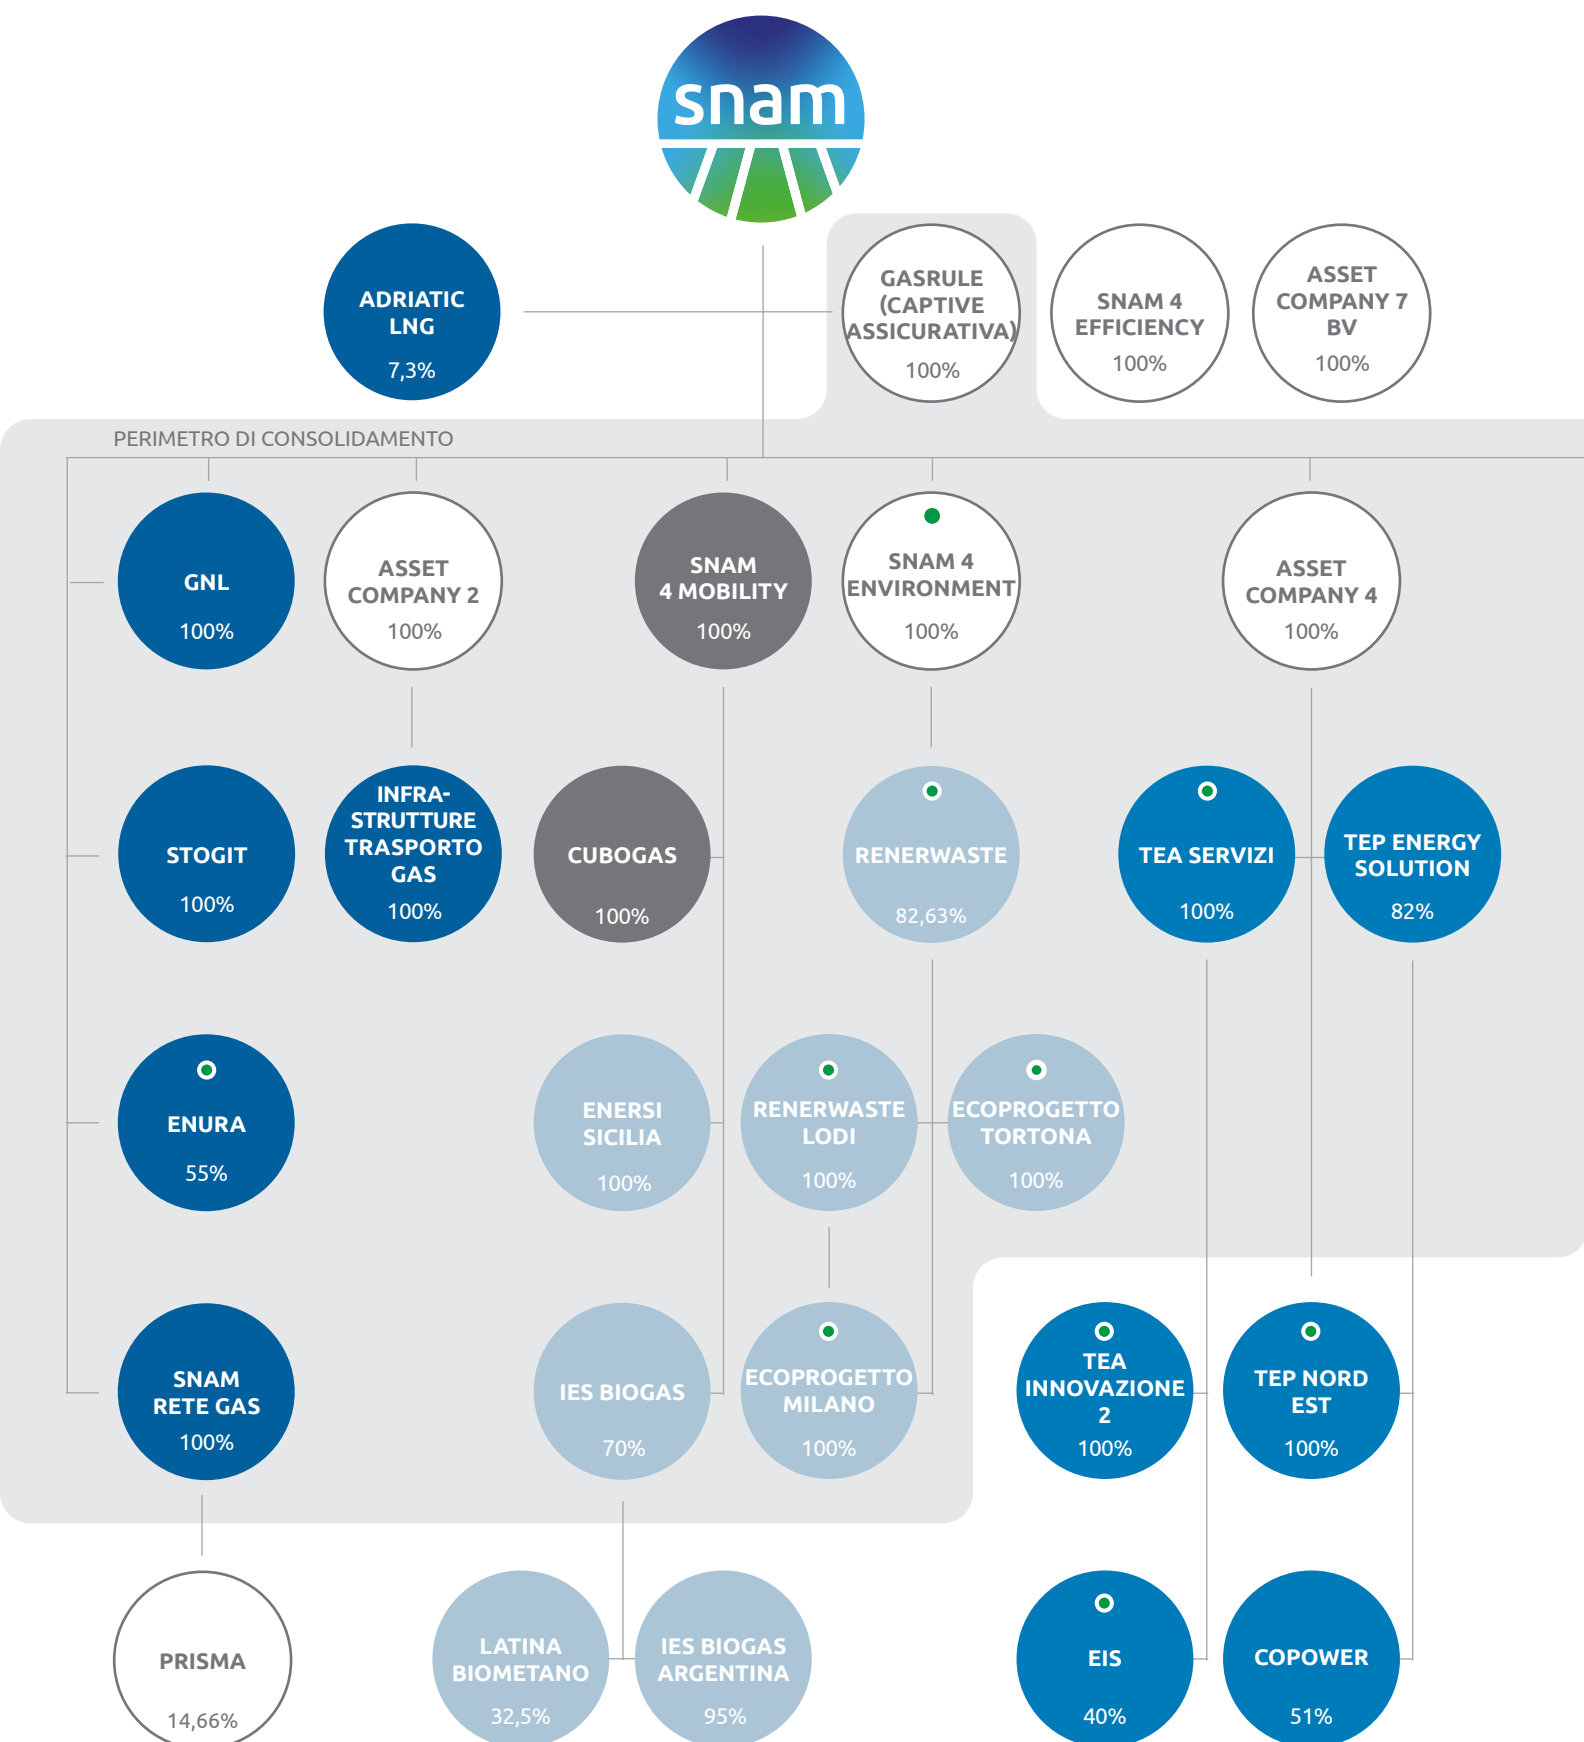 snam
ADRIATIC
LNG
7,3%
GASRULE
(CAPTIVE
ASSICURATIVA)
100%
SNAM 4
EFFICIENCY
100%
ASSET
COMPANY 7
BV
100%
PERIMETRO DI CONSOLIDAMENTO
GNL
100%
ASSET
COMPANY 2
100%
SNAM
4 MOBILITY
100%
SNAM 4
ENVIRONMENT
100%
ASSET
COMPANY 4
100%
STOGIT
100%
INFRA-
STRUTTURE
TRASPORTO
GAS
100%
CUBOGAS
100%
RENERWASTE
82,63%
TEA SERVIZI
100%
TEP ENERGY
SOLUTION
82%
ENURA
55%
ENERSI
SICILIA
100%
RENERWASTE
LODI
100%
ECOPROGETTO
TORTONA
100%
SNAM
RETE GAS
100%
IES BIOGAS
70%
ECOPROGETTO
MILANO
100%
TEA
INNOVAZIONE
2
100%
TEP NORD
EST
100%
PRISMA
14,66%
LATINA
BIOMETANO
32,5%
IES BIOGAS
ARGENTINA
95%
EIS
40%
COPOWER
51%